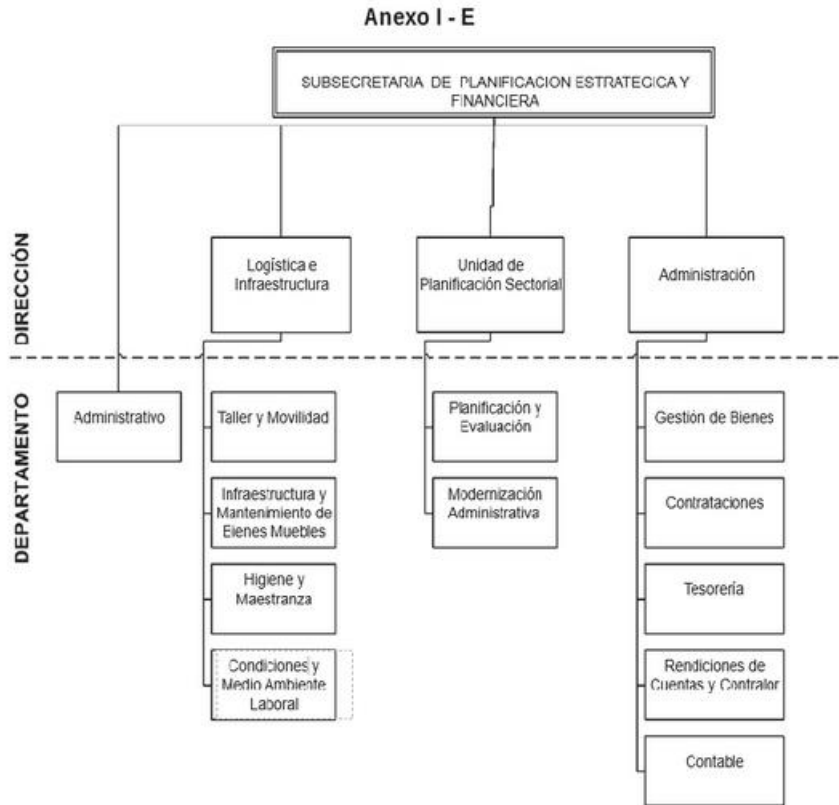 Anexo I - E
SUBSECRETARIA DE PLANIFICACION ESTRATEGICA Y
FINANCIERA
DIRECCIÓN
Logística e
Infraestructura
Unidad de
Planificación Sectorial
Administración
DEPARTAMENTO
Administrativo
Taller y Movilidad
Infraestructura y
Mantenimiento de
Bienes Muebles
Higiene y
Maestranza
Condiciones y
Medio Ambiente
Laboral
Planificación y
Evaluación
Modernización
Administrativa
Gestión de Bienes
Contrataciones
Tesorería
Rendiciones de
Cuentas y Contralor
Contable